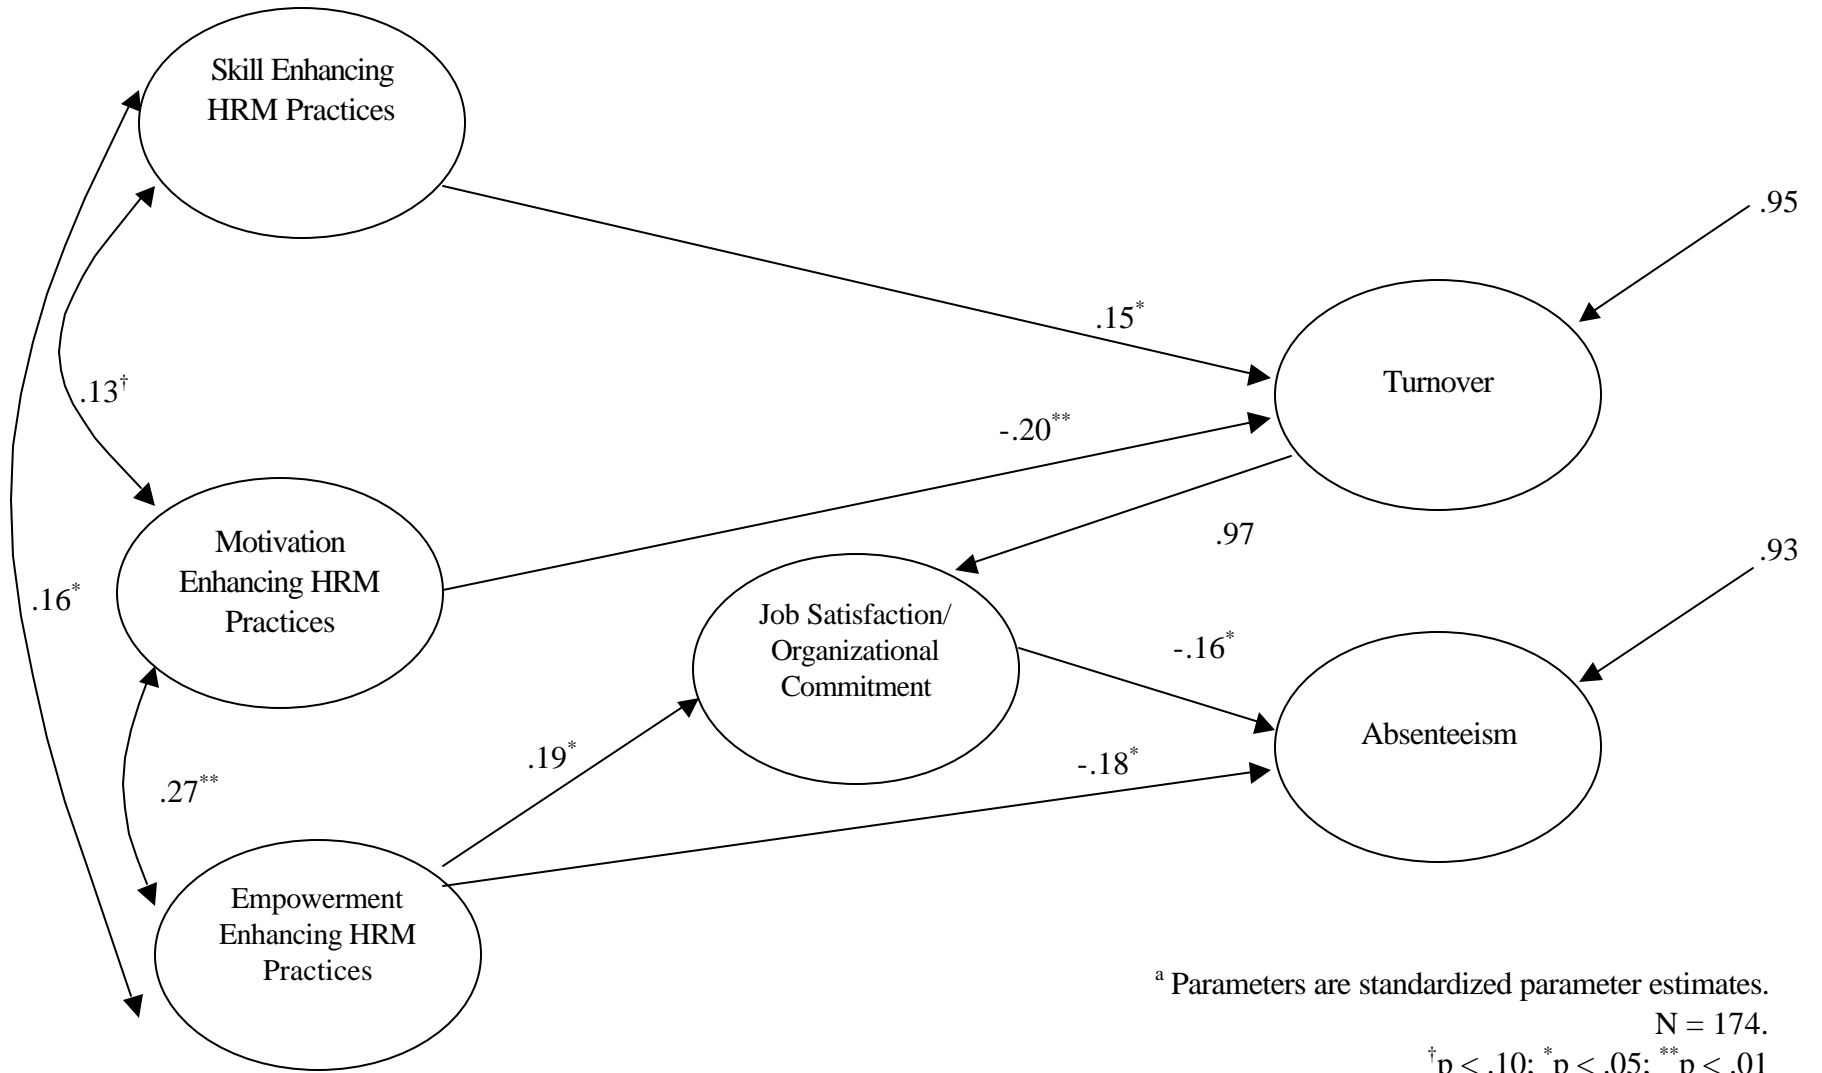 Skill Enhancing
HRM Practices
.95
.15*
Turnover
.13†
-.20**
.97
.93
Motivation
Enhancing HRM
Practices
.16*
Job Satisfaction/
Organizational
Commitment
-.16*
Absenteeism
.19*
-.18*
.27**
Empowerment
Enhancing HRM
Practices
a Parameters are standardized parameter estimates.
N = 174.
†p < .10; *p < .05; **p < .01